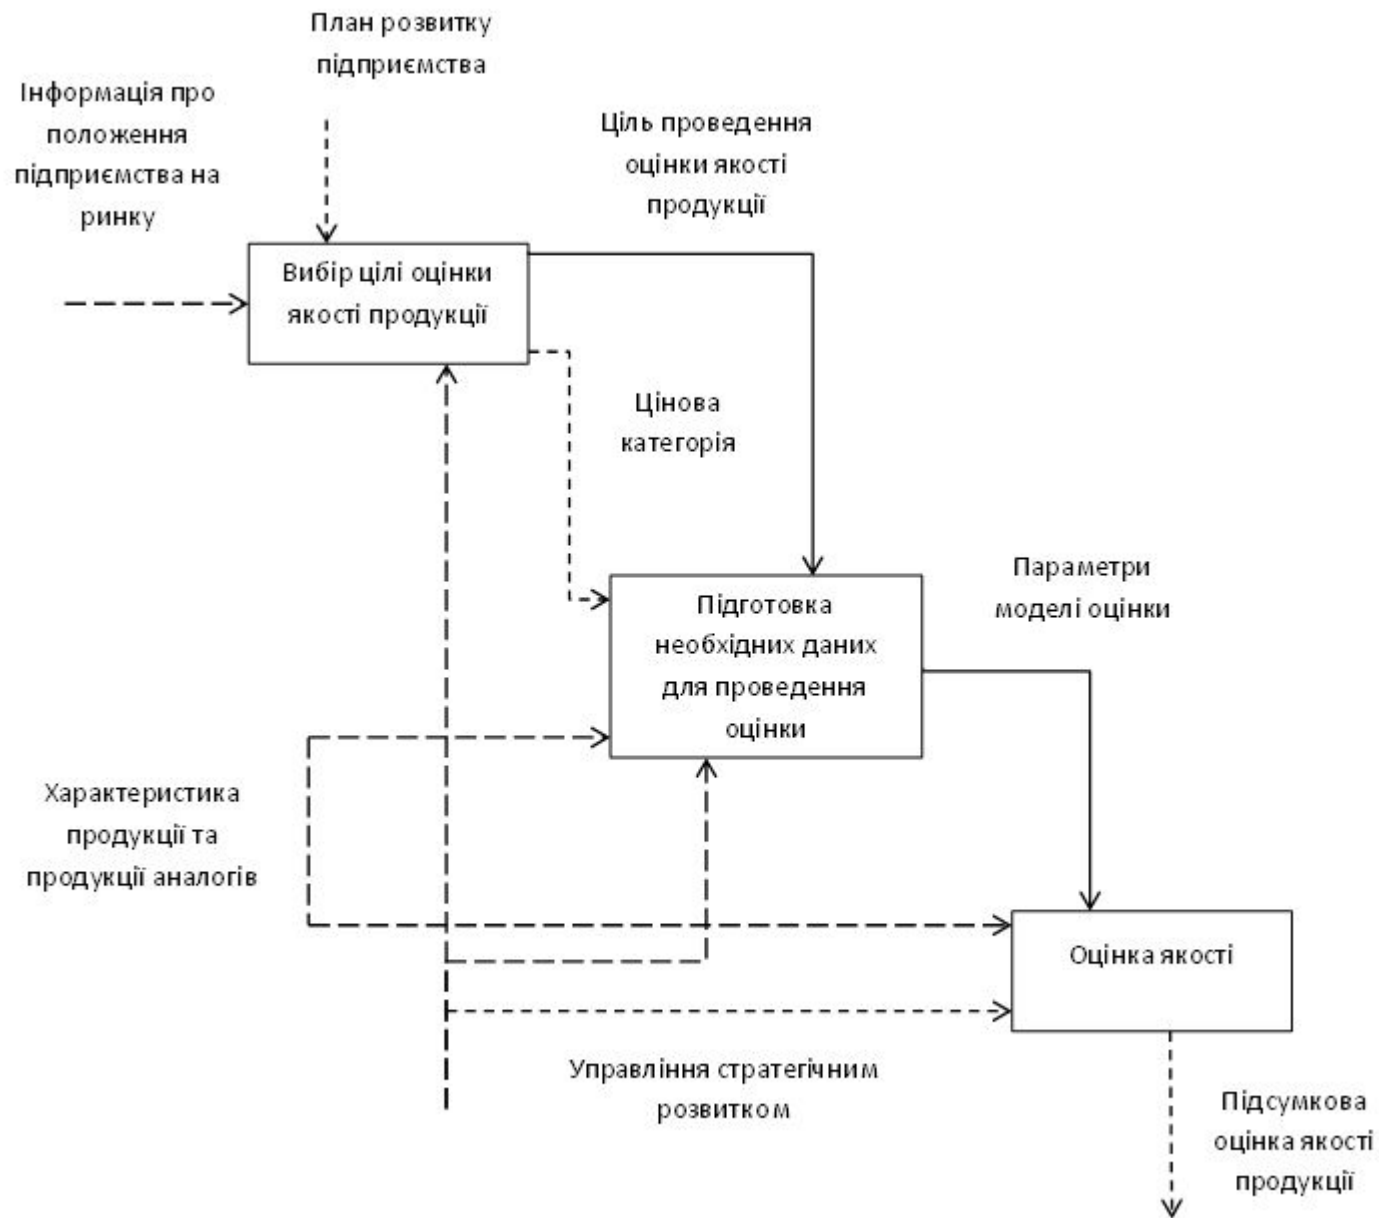 План розвитку
підприємства
Інформація про
положення
підприємства на
ринку
Ціль проведення
оцінки якості
продукції
Вибір цілі оцінки
якості продукції
Цінова
категорія
Параметри
моделі оцінки
Підготовка
необхідних даних
для проведення
оцінки
Характеристика
продукції та
продукції аналогів
Оцінка якості
Управління стратегічним
розвитком
Підсумкова
оцінка якості
продукції